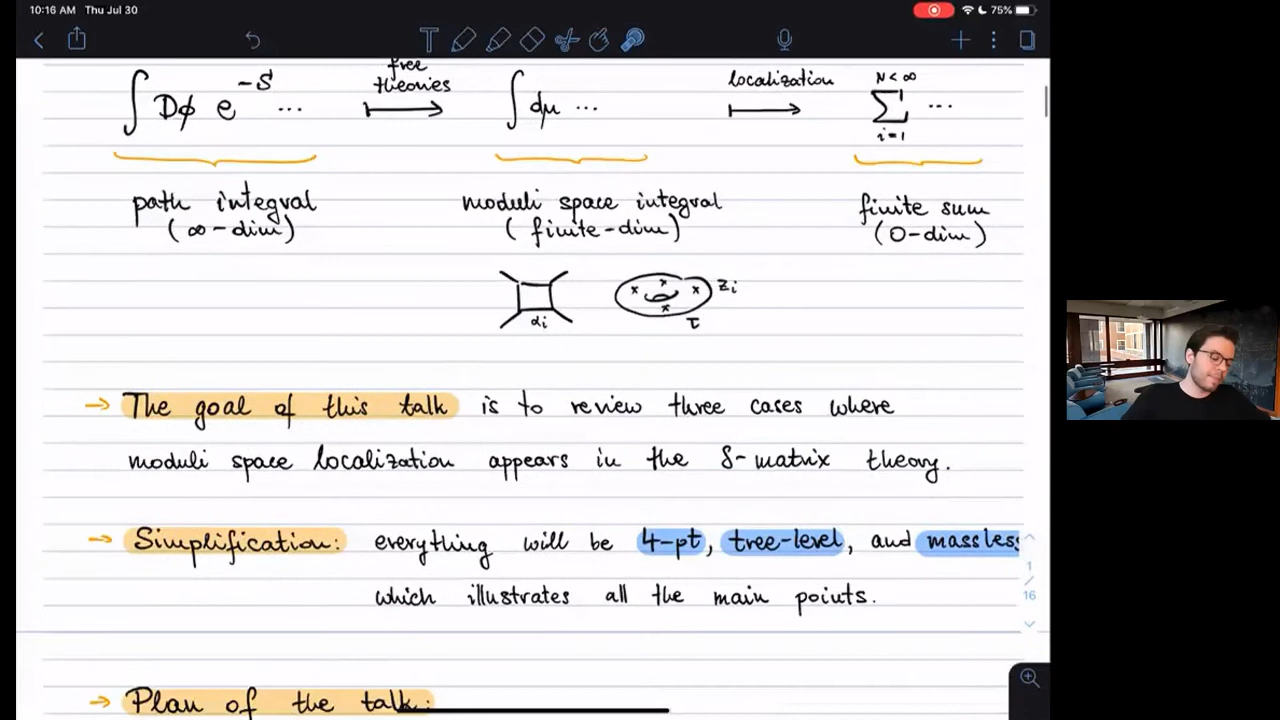 10:16 AM Thu Jul 30
75%
∫ Dϕ e^{-S} ...
free theories
∫ dμ ...
localization
N<∞
∑ ...
i=1
path integral
(∞-dim)
moduli space integral
(finite-dim)
finite sum
(0-dim)
αi
zi
τ
→ The goal of this talk is to review three cases where
moduli space localization appears in the S-matrix theory.
→ Simplification: everything will be 4-pt, tree-level, and massless
which illustrates all the main points.
1
/
16
→ Plan of the talk: